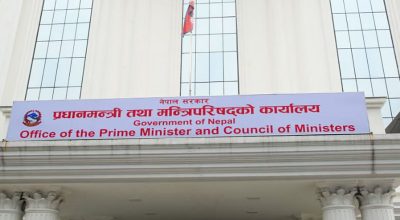 नेपाल सरकार
प्रधानमन्त्री तथा मन्त्रिपरिषद्को कार्यालय
Government of Nepal
Office of the Prime Minister and Council of Ministers